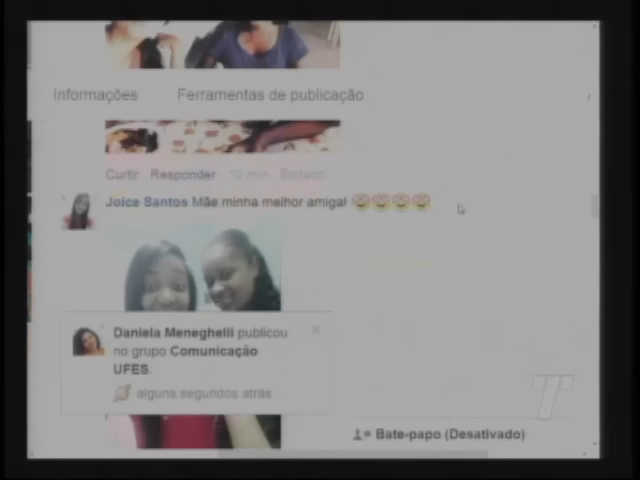 Informações Ferramentas de publicação
Curtir Responder 10 min Editado
Joice Santos Mãe minha melhor amiga!
Daniela Meneghelli publicou
no grupo Comunicação
UFES.
alguns segundos atrás
Bate-papo (Desativado)
T